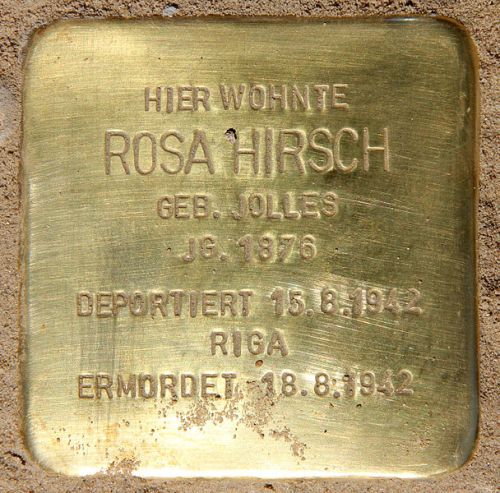 HIER WOHNTE
ROSA HIRSCH
GEB. JOLLES
JG. 1876
DEPORTIERT 15.8.1942
RIGA
ERMORDET 18.8.1942